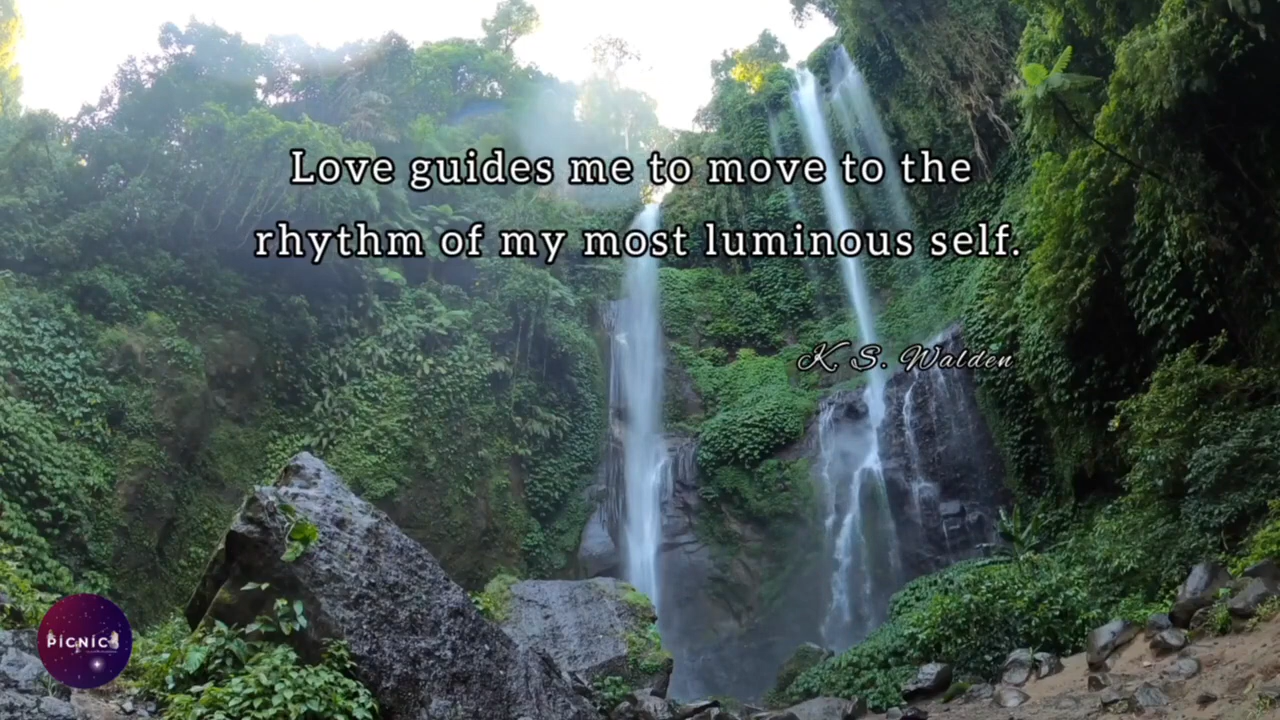 Love guides me to move to the
rhythm of my most luminous self.
K S. Walden
PICNIC